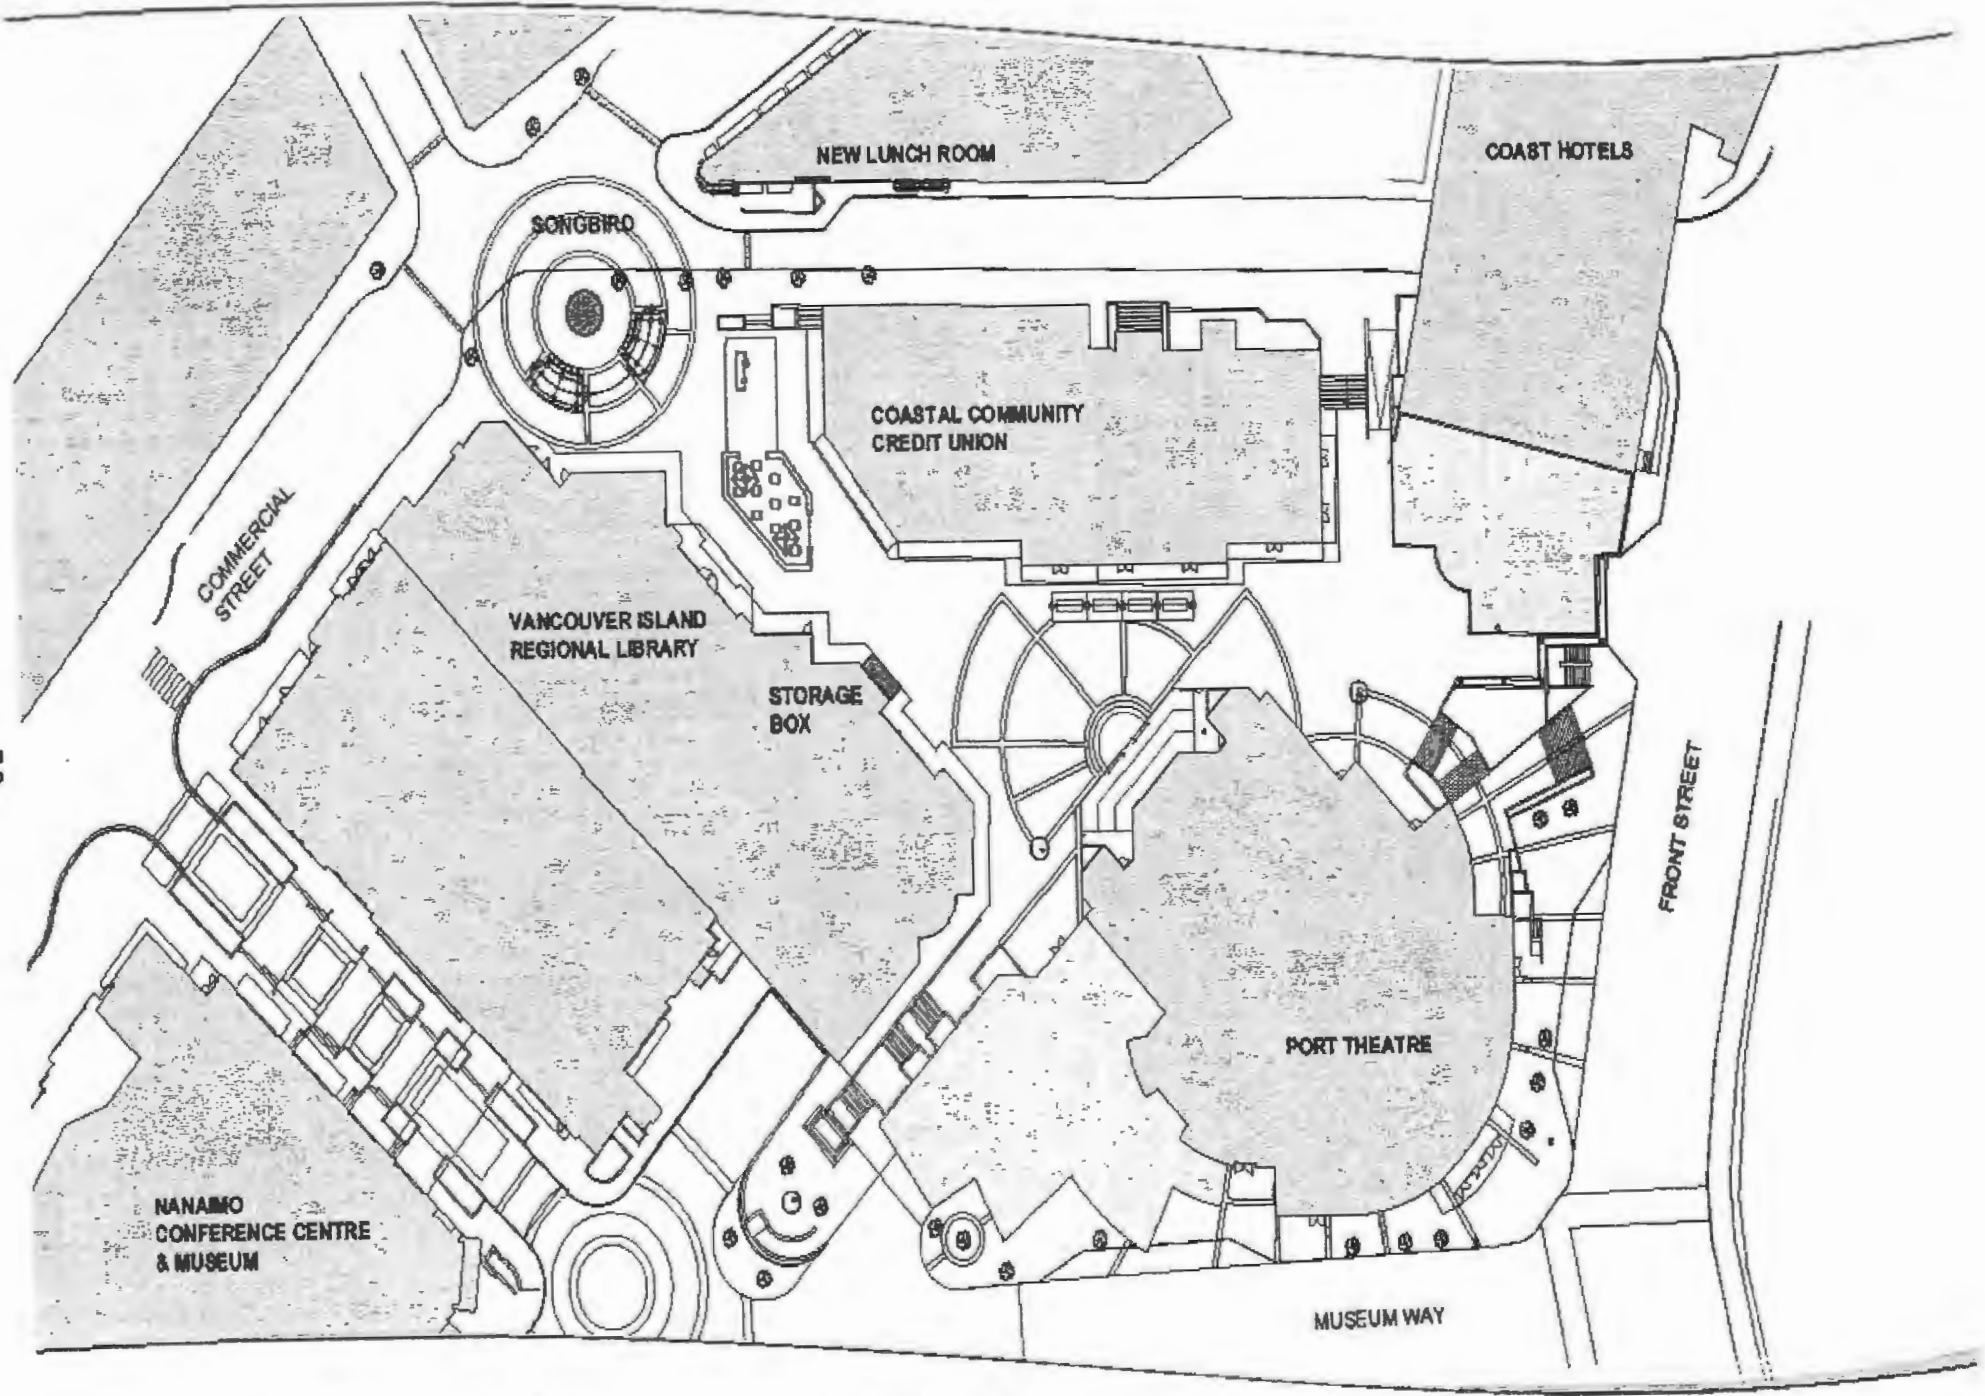 NEW LUNCH ROOM
COAST HOTELS
SONGBIRD
COASTAL COMMUNITY
CREDIT UNION
COMMERCIAL
STREET
VANCOUVER ISLAND
REGIONAL LIBRARY
STORAGE
BOX
FRONT STREET
PORT THEATRE
NANAIMO
CONFERENCE CENTRE
& MUSEUM
MUSEUM WAY